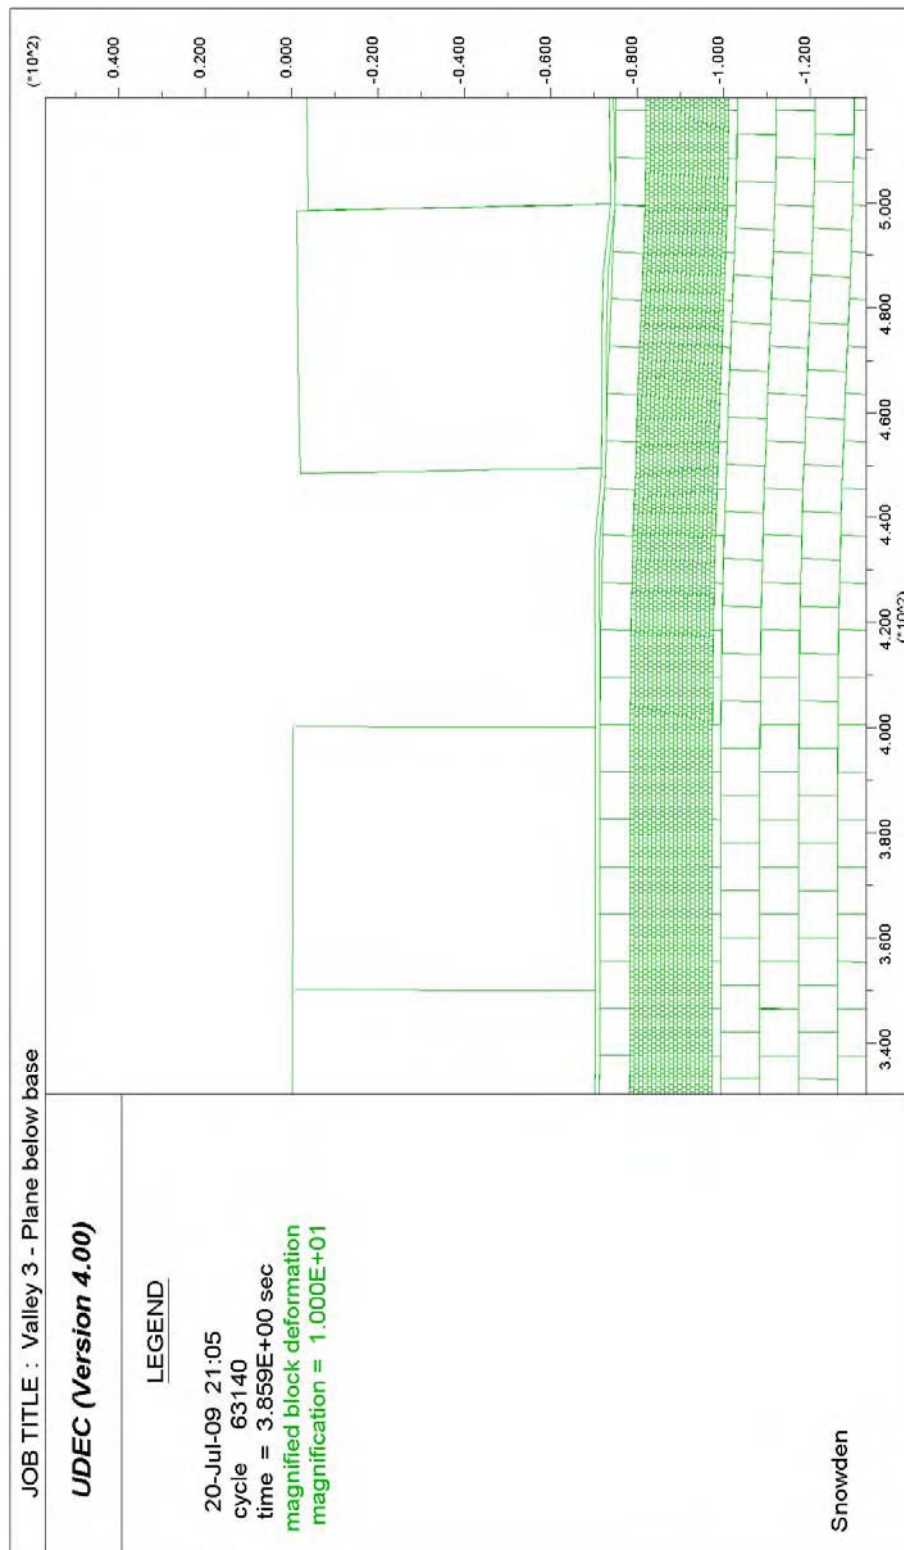 JOB TITLE : Valley 3 - Plane below base
(*10^2)
UDEC (Version 4.00)
LEGEND
20-Jul-09 21:05
cycle 63140
time = 3.859E+00 sec
magnified block deformation
magnification = 1.000E+01
Snowden
0.400
0.200
0.000
-0.200
-0.400
-0.600
-0.800
-1.000
-1.200
3.400
3.600
3.800
4.000
4.200
4.400
4.600
4.800
5.000
(*10^2)